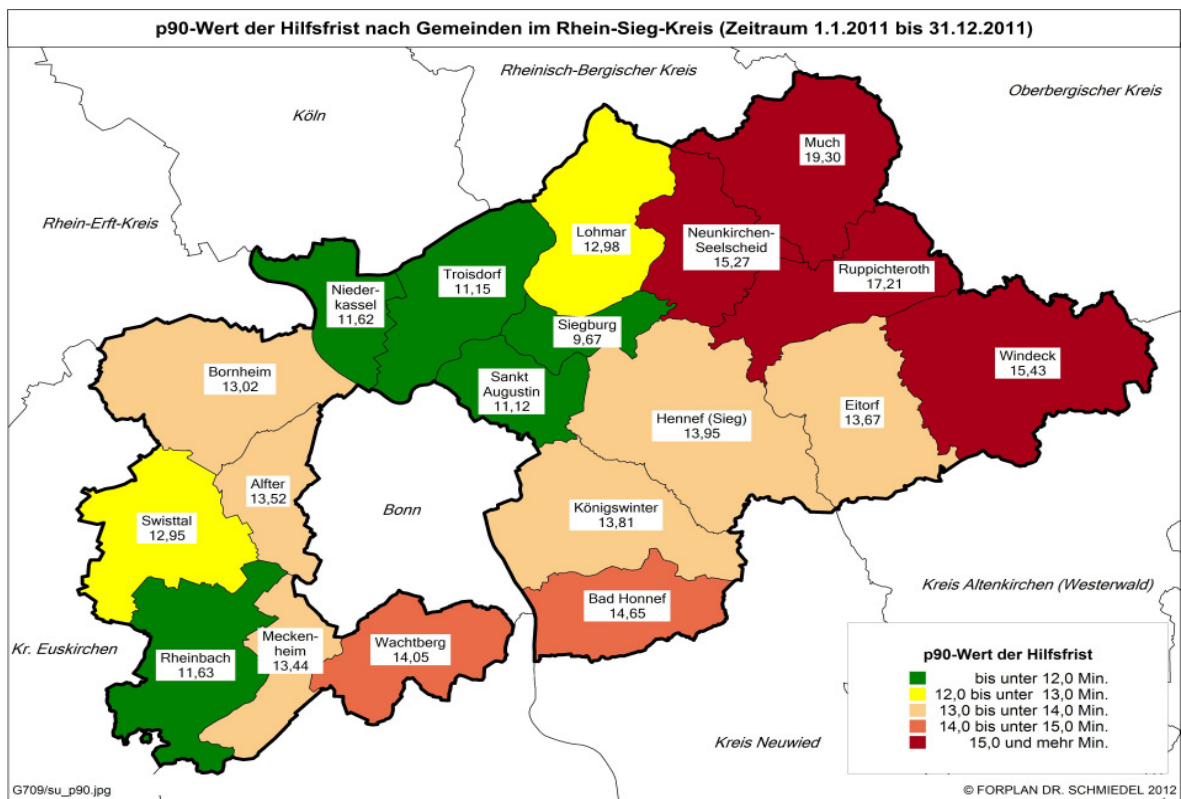 p90-Wert der Hilfsfrist nach Gemeinden im Rhein-Sieg-Kreis (Zeitraum 1.1.2011 bis 31.12.2011)
Rheinisch-Bergischer Kreis
Oberbergischer Kreis
Köln
Rhein-Erft-Kreis
Much
19,30
Lohmar
12,98
Neunkirchen-
Seelscheid
15,27
Ruppichteroth
17,21
Troisdorf
11,15
Nieder-
kassel
11,62
Siegburg
9,67
Windeck
15,43
Bornheim
13,02
Sankt
Augustin
11,12
Hennef (Sieg)
13,95
Eitorf
13,67
Alfter
13,52
Bonn
Königswinter
13,81
Swisttal
12,95
Kreis Altenkirchen (Westerwald)
Bad Honnef
14,65
Kr. Euskirchen
Rheinbach
11,63
Mecken-
heim
13,44
Wachtberg
14,05
Kreis Neuwied
p90-Wert der Hilfsfrist
bis unter 12,0 Min.
12,0 bis unter 13,0 Min.
13,0 bis unter 14,0 Min.
14,0 bis unter 15,0 Min.
15,0 und mehr Min.
G709/su_p90.jpg
© FORPLAN DR. SCHMIEDEL 2012